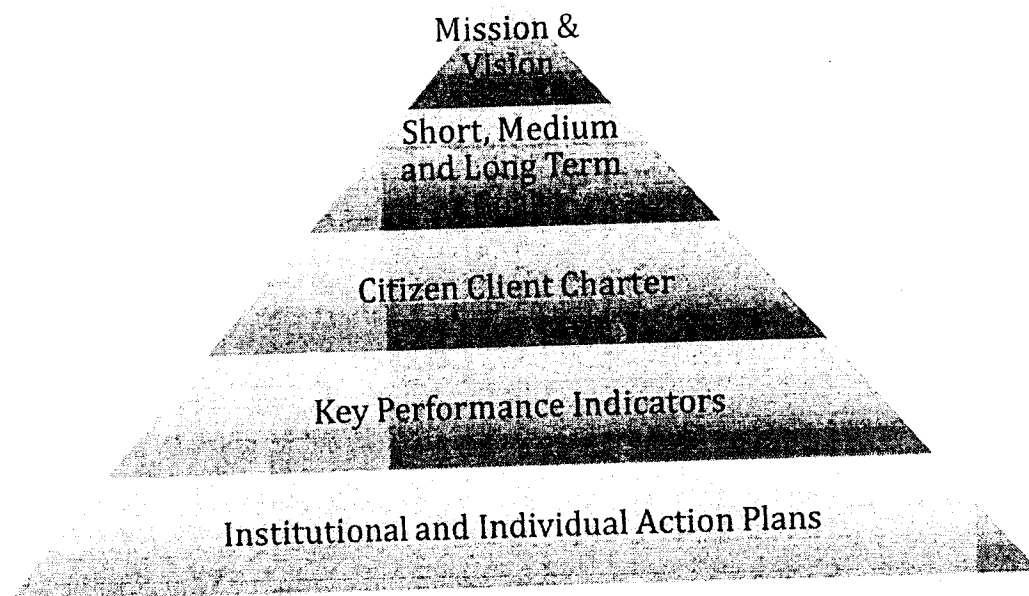 Mission &
Vision
Short, Medium
and Long Term
Citizen Client Charter
Key Performance Indicators
Institutional and Individual Action Plans